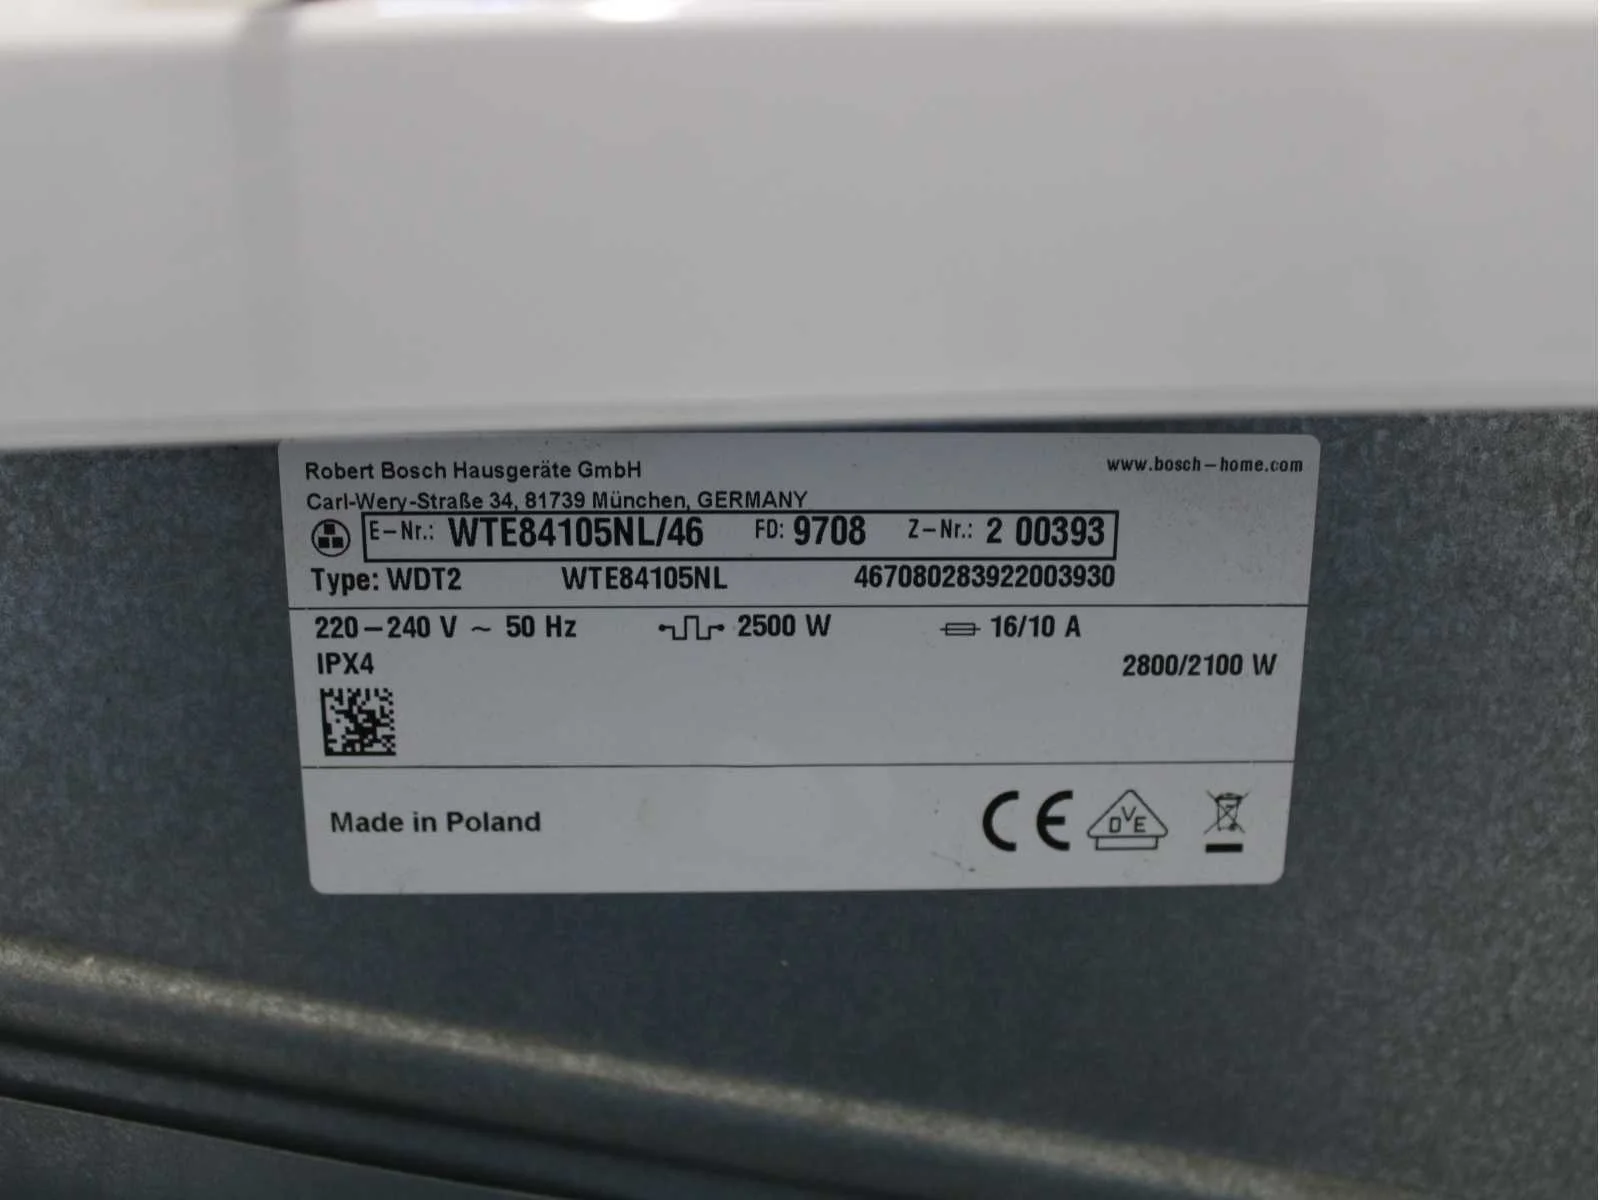 Robert Bosch Hausgeräte GmbH
www.bosch-home.com
Carl-Wery-Straße 34, 81739 München, GERMANY
E-Nr.: WTE84105NL/46 FD: 9708 Z-Nr.: 2 00393
Type: WDT2 WTE84105NL 467080283922003930
220-240 V ~ 50 Hz 2500 W 16/10 A
IPX4 2800/2100 W
Made in Poland
CE DVE